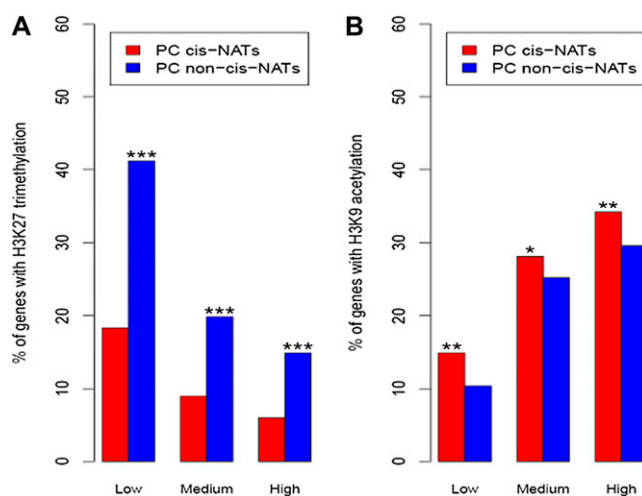 A
% of genes with H3K27 trimethylation
60
50
40
30
20
10
0
PC cis-NATs
PC non-cis-NATs
***
***
***
Low Medium High
B
% of genes with H3K9 acetylation
60
50
40
30
20
10
0
PC cis-NATs
PC non-cis-NATs
**
*
**
Low Medium High